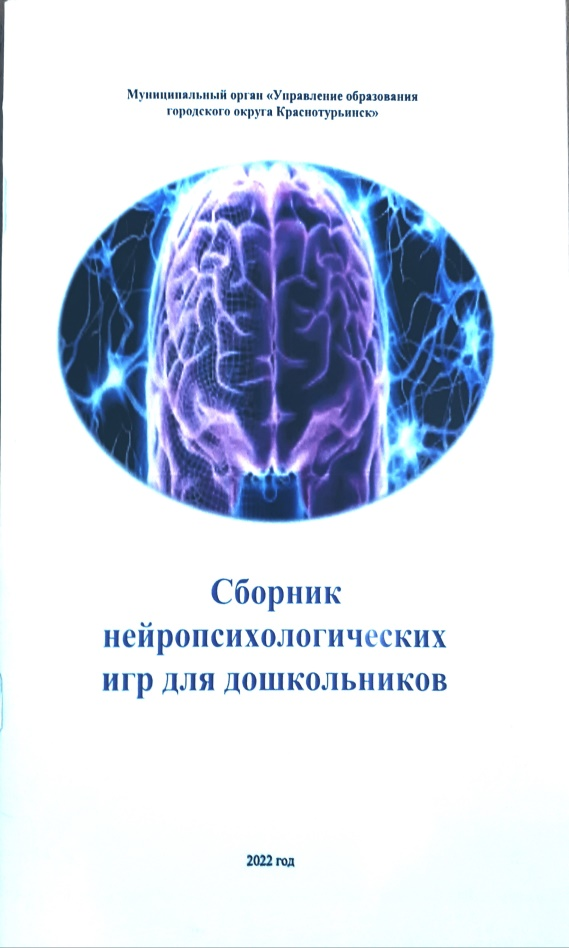 Муниципальный орган «Управление образования
городского округа Краснотурьинск»
Сборник
нейропсихологических
игр для дошкольников
2022 год